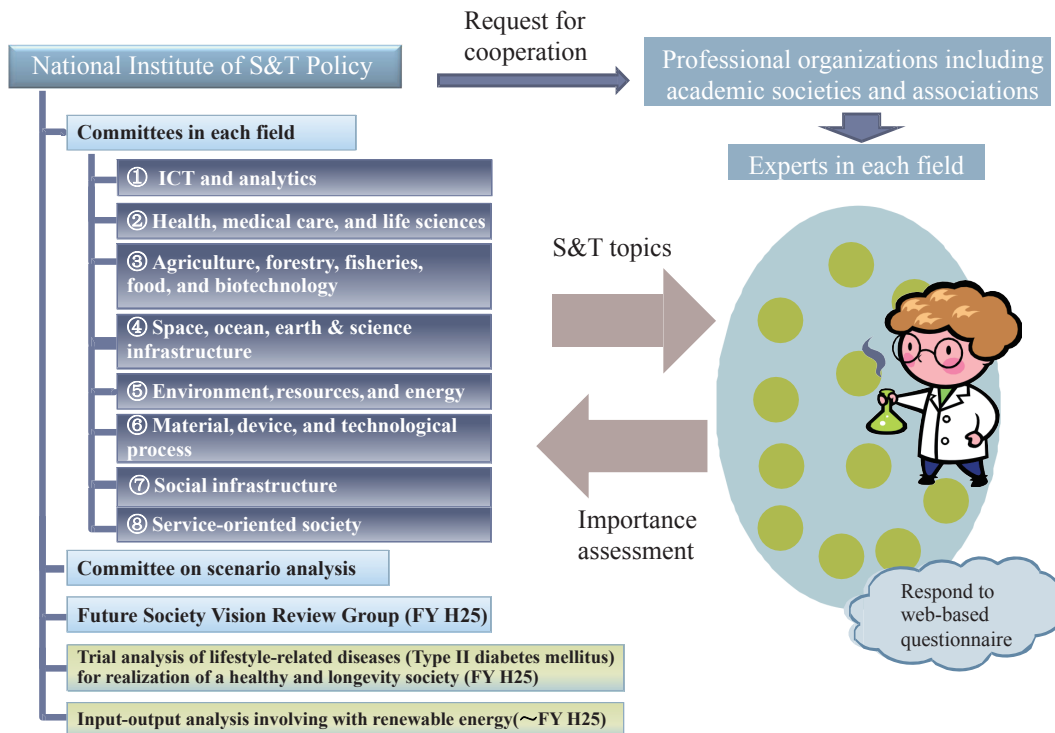 Request for
cooperation
National Institute of S&T Policy
Professional organizations including
academic societies and associations
Experts in each field
Committees in each field
① ICT and analytics
② Health, medical care, and life sciences
③ Agriculture, forestry, fisheries,
food, and biotechnology
④ Space, ocean, earth & science
infrastructure
⑤ Environment, resources, and energy
⑥ Material, device, and technological
process
⑦ Social infrastructure
⑧ Service-oriented society
S&T topics
Importance
assessment
Committee on scenario analysis
Future Society Vision Review Group (FY H25)
Trial analysis of lifestyle-related diseases (Type II diabetes mellitus)
for realization of a healthy and longevity society (FY H25)
Input-output analysis involving with renewable energy(～FY H25)
Respond to
web-based
questionnaire